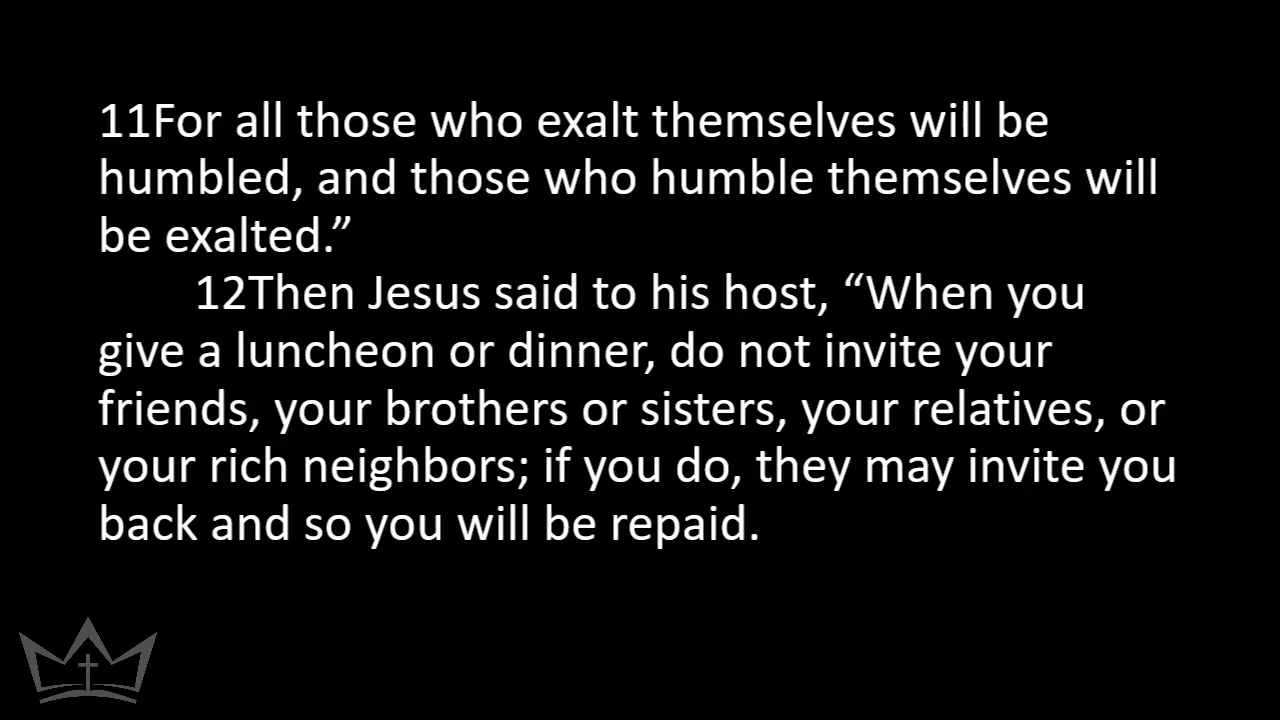 11For all those who exalt themselves will be
humbled, and those who humble themselves will
be exalted.”
12Then Jesus said to his host, “When you
give a luncheon or dinner, do not invite your
friends, your brothers or sisters, your relatives, or
your rich neighbors; if you do, they may invite you
back and so you will be repaid.